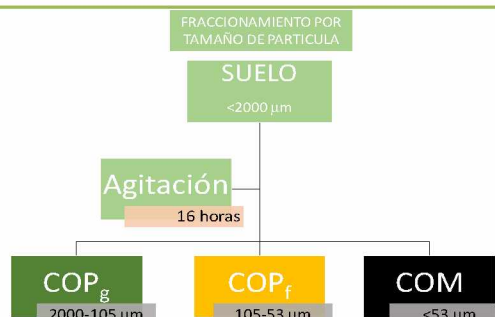 FRACCIONAMIENTO POR
TAMAÑO DE PARTICULA
SUELO
<2000 µm
Agitación
16 horas
COPg
2000-105 µm
COPf
105-53 µm
COM
<53 µm